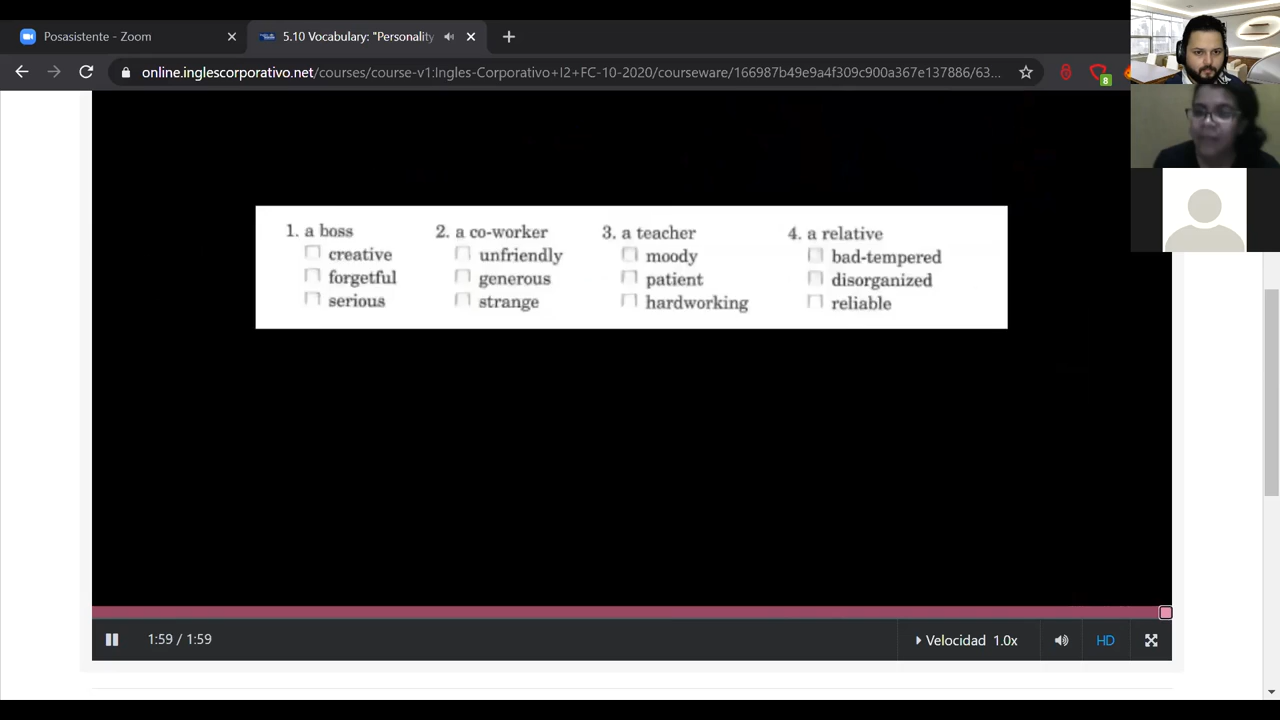 Posasistente - Zoom
5.10 Vocabulary: "Personality
online.inglescorporativo.net/courses/course-v1:Ingles-Corporativo+I2+FC-10-2020/courseware/166987b49e9a4f309c900a367e137886/63...
8
1. a boss
creative
forgetful
serious
2. a co-worker
unfriendly
generous
strange
3. a teacher
moody
patient
hardworking
4. a relative
bad-tempered
disorganized
reliable
1:59 / 1:59
Velocidad 1.0x
HD